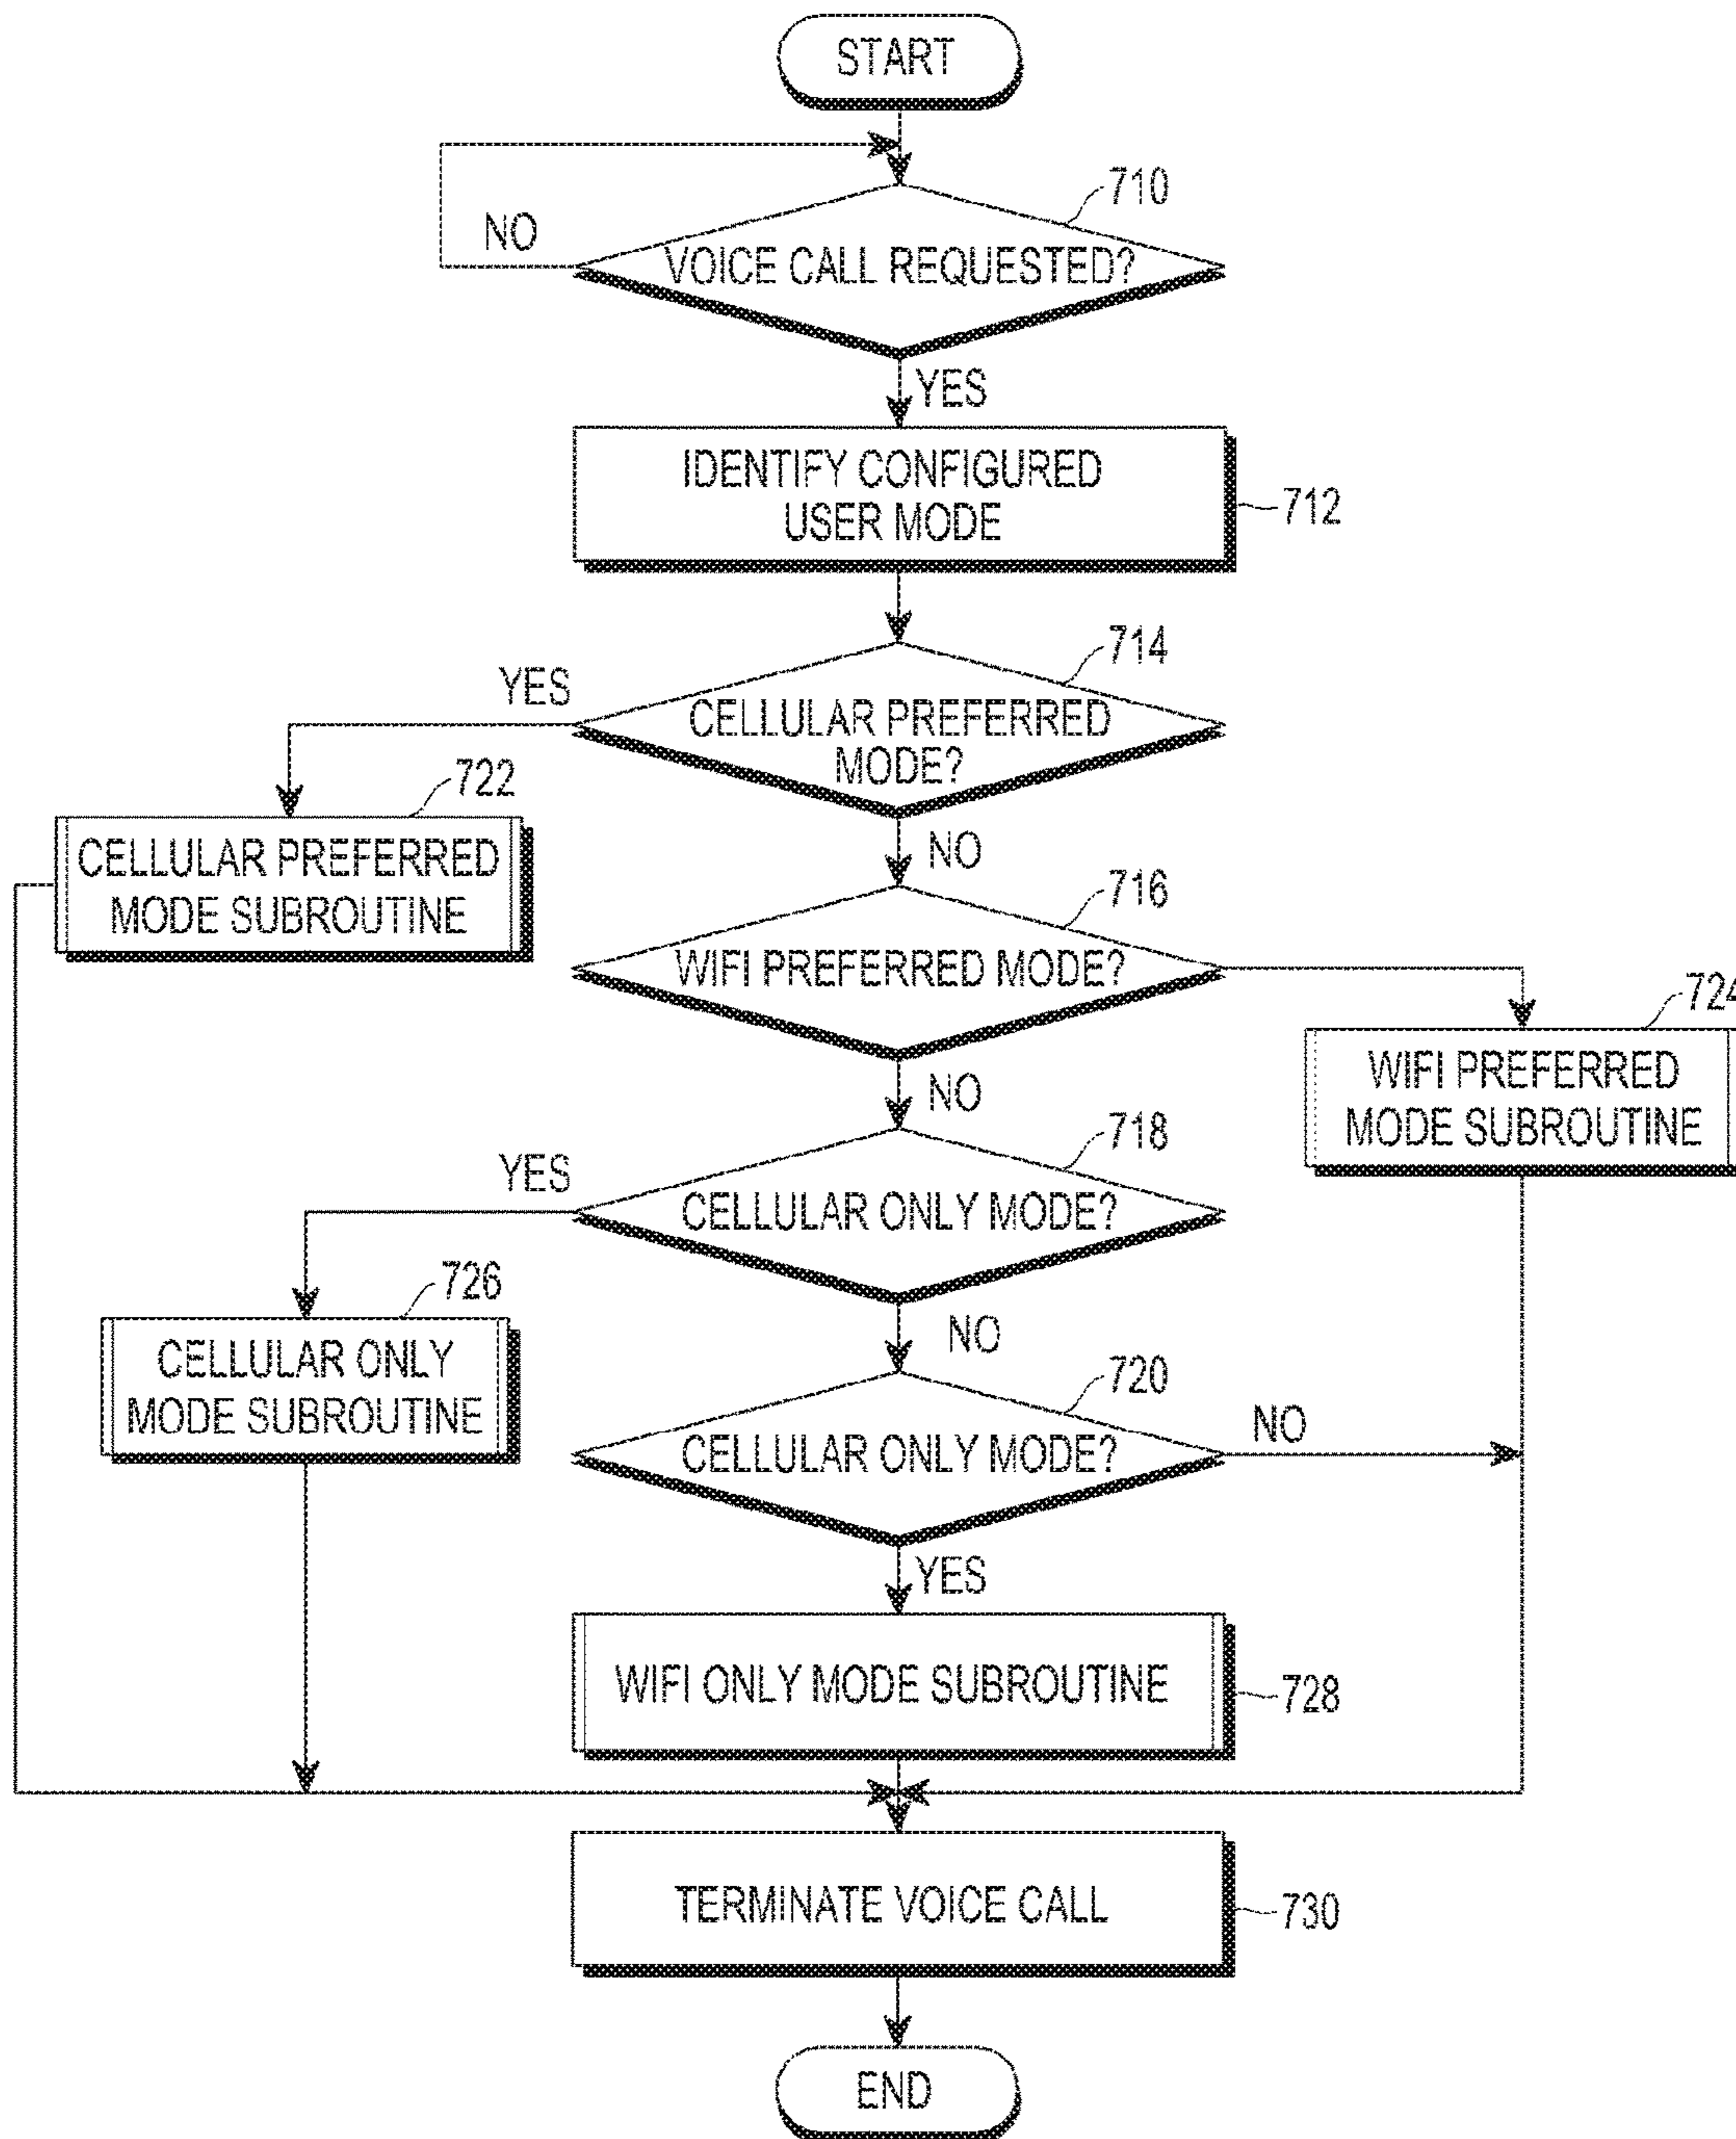 START
710
NO
VOICE CALL REQUESTED?
YES
IDENTIFY CONFIGURED
USER MODE
712
714
YES
CELLULAR PREFERRED
MODE?
722
CELLULAR PREFERRED
MODE SUBROUTINE
NO
716
WIFI PREFERRED MODE?
724
WIFI PREFERRED
MODE SUBROUTINE
NO
718
YES
CELLULAR ONLY MODE?
726
CELLULAR ONLY
MODE SUBROUTINE
NO
720
CELLULAR ONLY MODE?
NO
YES
WIFI ONLY MODE SUBROUTINE
728
TERMINATE VOICE CALL
730
END